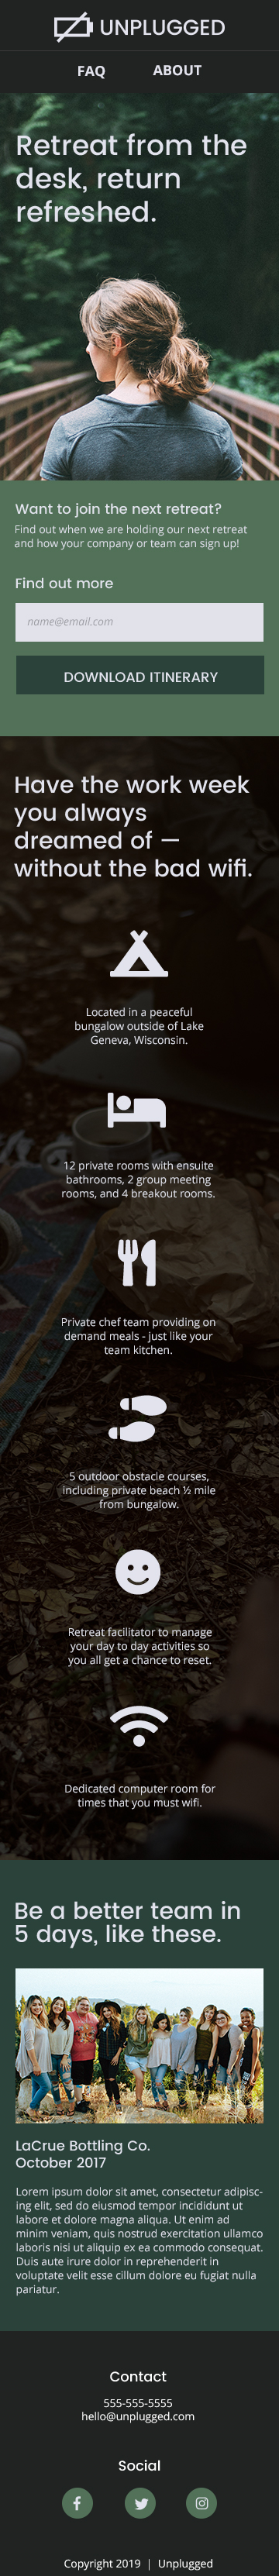 UNPLUGGED
FAQ ABOUT
Retreat from the
desk, return
refreshed.
Want to join the next retreat?
Find out when we are holding our next retreat
and how your company or team can sign up!
Find out more
name@email.com
DOWNLOAD ITINERARY
Have the work week
you always
dreamed of —
without the bad wifi.
Located in a peaceful
bungalow outside of Lake
Geneva, Wisconsin.
12 private rooms with ensuite
bathrooms, 2 group meeting
rooms, and 4 breakout rooms.
Private chef team providing on
demand meals - just like your
team kitchen.
5 outdoor obstacle courses,
including private beach ½ mile
from bungalow.
Retreat facilitator to manage
your day to day activities so
you all get a chance to reset.
Dedicated computer room for
times that you must wifi.
Be a better team in
5 days, like these.
LaCrue Bottling Co.
October 2017
Lorem ipsum dolor sit amet, consectetur adipisc-
ing elit, sed do eiusmod tempor incididunt ut
labore et dolore magna aliqua. Ut enim ad
minim veniam, quis nostrud exercitation ullamco
laboris nisi ut aliquip ex ea commodo consequat.
Duis aute irure dolor in reprehenderit in
voluptate velit esse cillum dolore eu fugiat nulla
pariatur.
Contact
555-555-5555
hello@unplugged.com
Social
Copyright 2019 | Unplugged